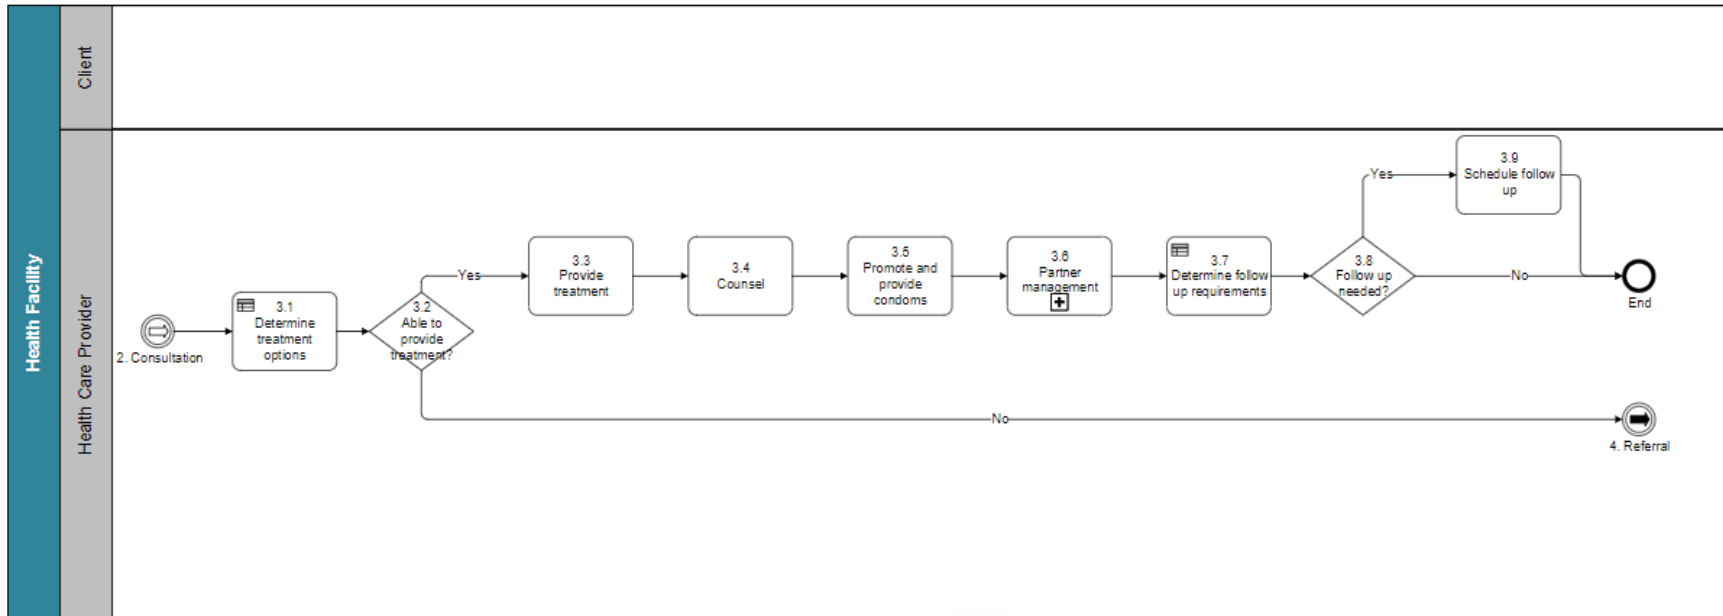 Health Facility
Client
Health Care Provider
2. Consultation
3.1
Determine
treatment
options
3.2
Able to
provide
treatment?
Yes
No
3.3
Provide
treatment
3.4
Counsel
3.5
Promote and
provide
condoms
3.6
Partner
management
3.7
Determine follow
up requirements
3.8
Follow up
needed?
Yes
No
3.9
Schedule follow
up
End
4. Referral